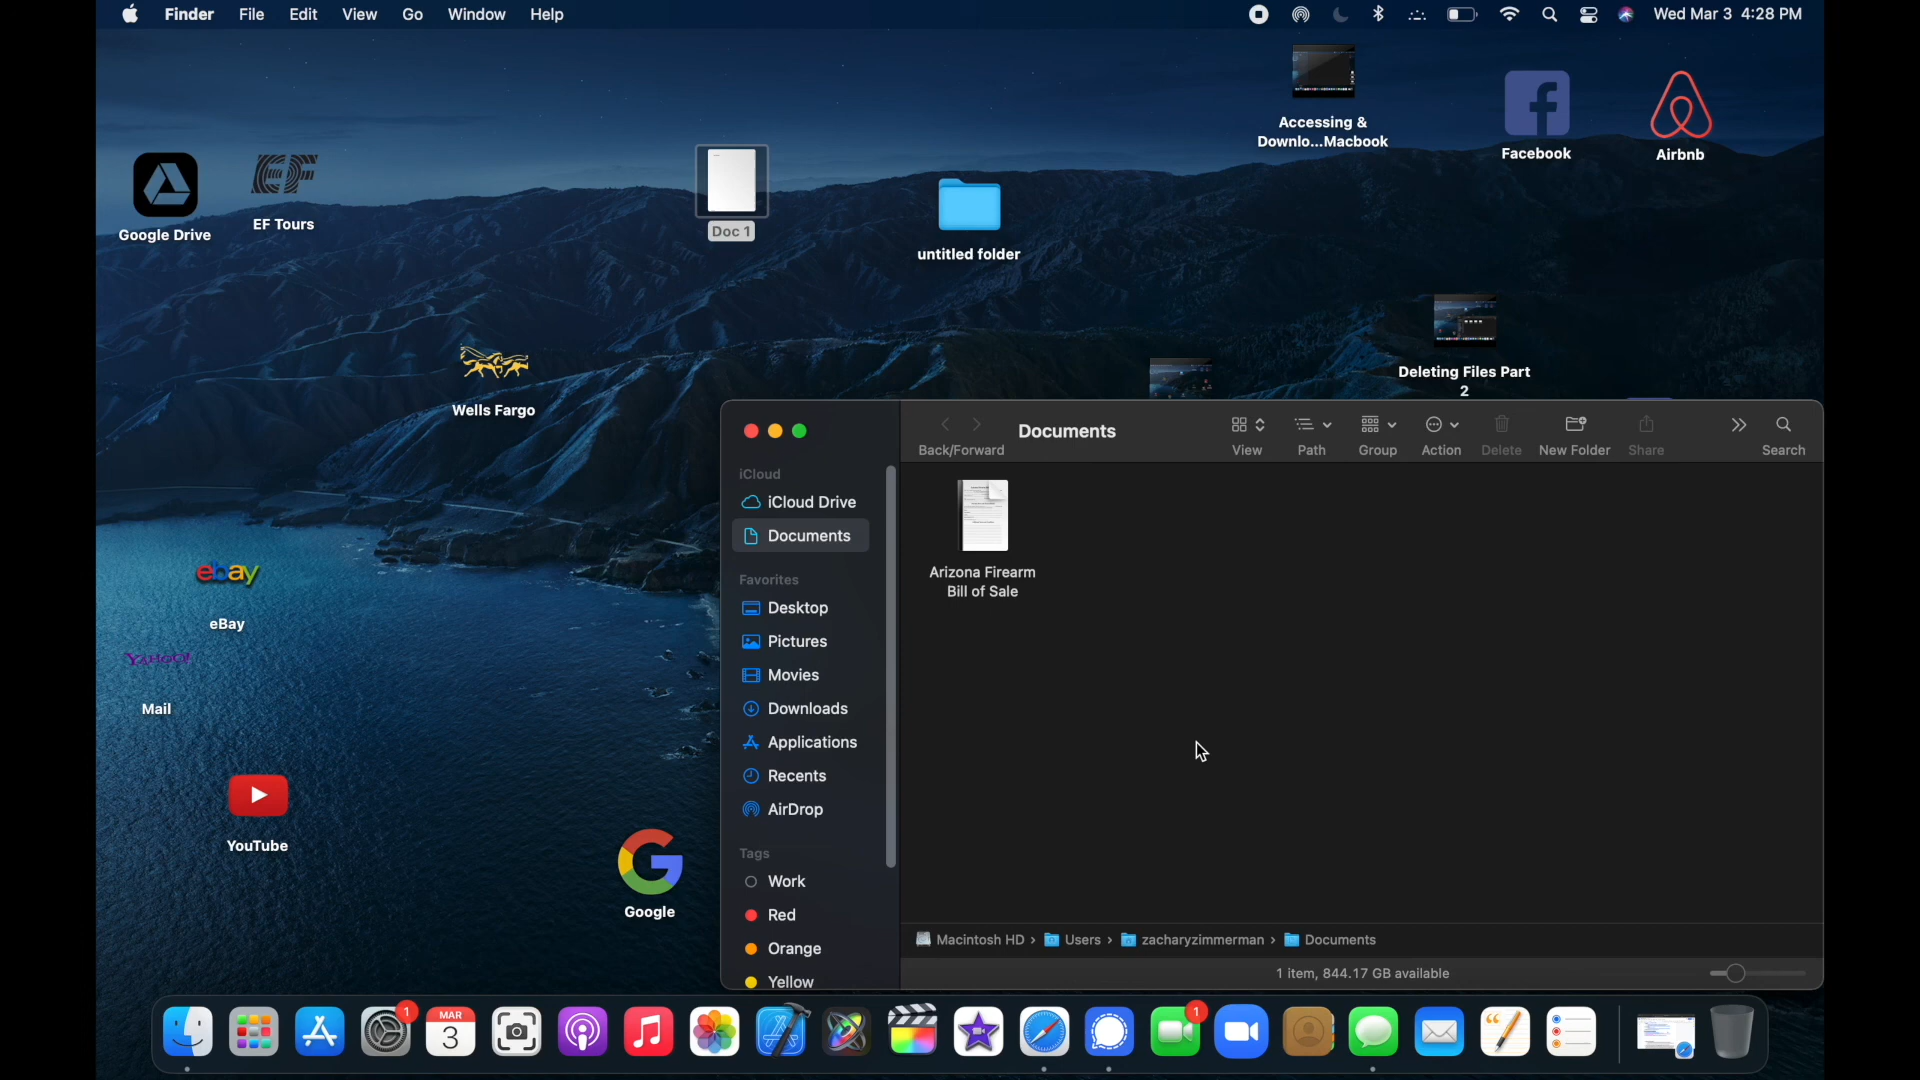 Finder File Edit View Go Window Help
Wed Mar 3 4:28 PM
Accessing &
Downlo...Macbook
Facebook
Airbnb
Google Drive
EF
EF Tours
Doc 1
untitled folder
Deleting Files Part
2
Wells Fargo
ebay
eBay
YAHOO!
Mail
YouTube
Google
Back/Forward
Documents
View
Path
Group
Action
Delete
New Folder
Share
Search
iCloud
iCloud Drive
Documents
Favorites
Desktop
Pictures
Movies
Downloads
Applications
Recents
AirDrop
Tags
Work
Red
Orange
Yellow
Arizona Firearm
Bill of Sale
Macintosh HD › Users › zacharyzimmerman › Documents
1 item, 844.17 GB available
1
MAR
3
1